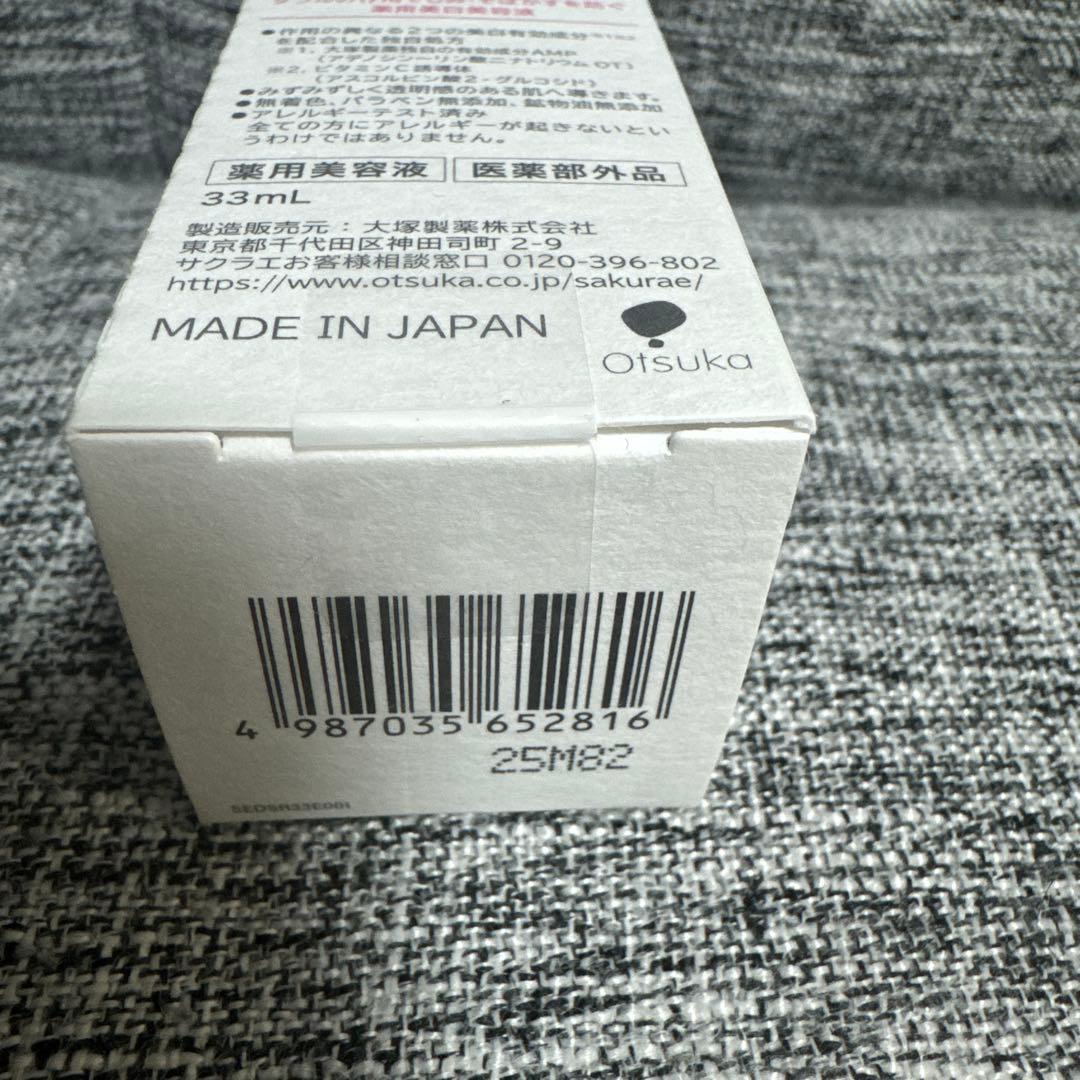 薬用美容液
●作用の異なる2つの美白有効成分※1※2
を配合した独自処方
※1. 大塚製薬独自の有効成分AMP
(アデノシン一リン酸二ナトリウム OT)
※2. ビタミンC誘導体
(アスコルビン酸2-グルコシド)
●みずみずしく透明感のある肌へ導きます。
●無着色、パラベン無添加、鉱物油無添加
●アレルギーテスト済み
全ての方にアレルギーが起きないとい
うわけではありません。
薬用美容液 医薬部外品
33mL
製造販売元:大塚製薬株式会社
東京都千代田区神田司町 2-9
サクラエお客様相談窓口 0120-396-802
https://www.otsuka.co.jp/sakurae/
MADE IN JAPAN
Otsuka
4 987035 652816
25M82